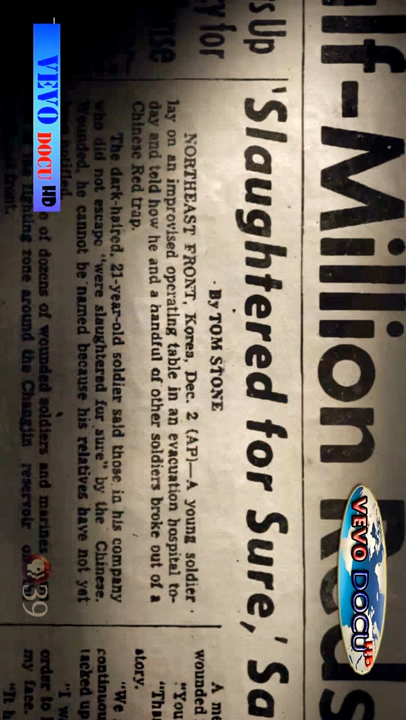 lf-Million Reds
s Up
y for
'Slaughtered for Sure,' Sa
By TOM STONE
NORTHEAST FRONT, Korea, Dec. 2 (AP)—A young soldier
lay on an improvised operating table in an evacuation hospital to-
day and told how he and a handful of other soldiers broke out of a
Chinese Red trap.
The dark-haired, 21-year-old soldier said those in his company
who did not escape "were slaughtered for sure" by the Chinese.
Wounded, he cannot be named because his relatives have not yet
e of dozens of wounded soldiers and marines
fighting zone around the Changjin reservoir
front.
A me
wounded
"You
"Tha
story.
"We
continuous
tacked up
"I w
order to
my face.
"It h
VEVO DOCU HD
VEVO DOCU HD
39